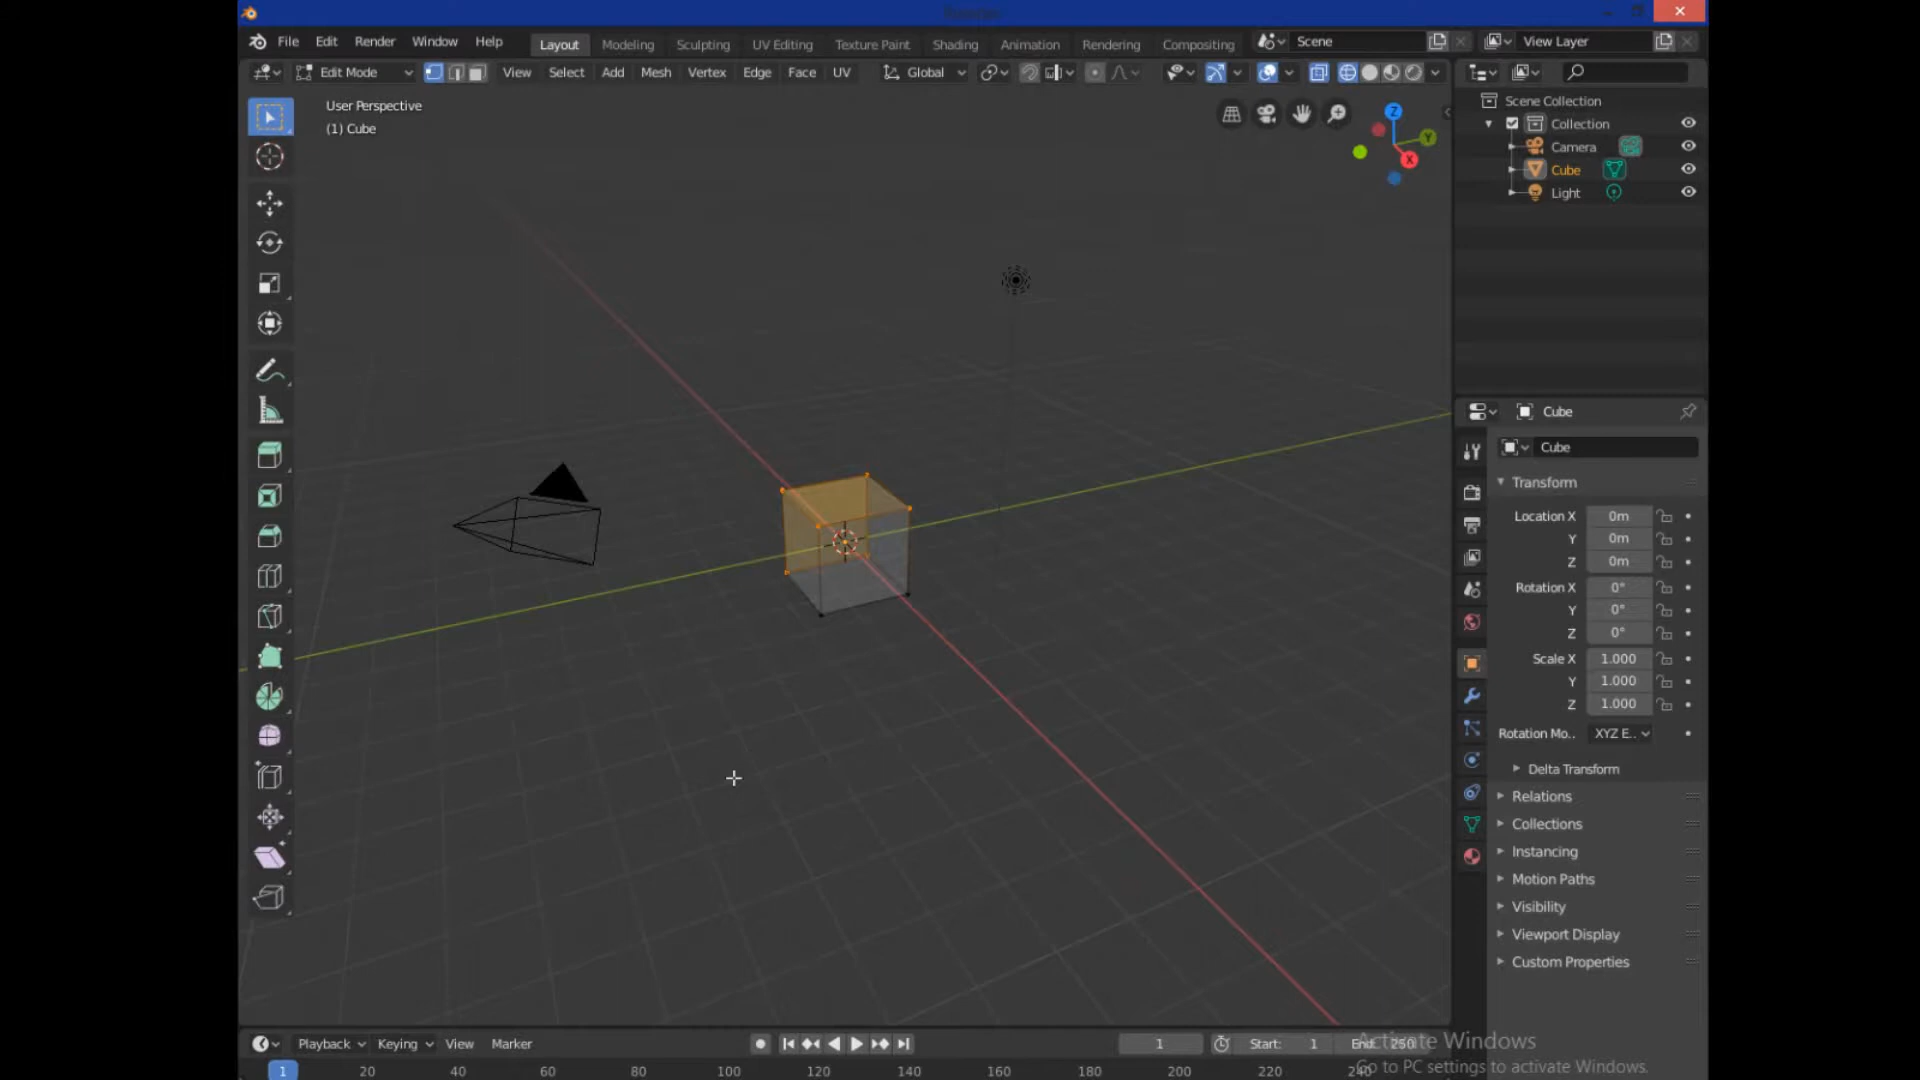 File Edit Render Window Help Layout Modeling Sculpting UV Editing Texture Paint Shading Animation Rendering Compositing Scene View Layer
Edit Mode View Select Add Mesh Vertex Edge Face UV Global
User Perspective
(1) Cube
Z
Y
X
Scene Collection
Collection
Camera
Cube
Light
Cube
Cube
Transform
Location X 0m
Y 0m
Z 0m
Rotation X 0°
Y 0°
Z 0°
Scale X 1.000
Y 1.000
Z 1.000
Rotation Mo.. XYZ E..
Delta Transform
Relations
Collections
Instancing
Motion Paths
Visibility
Viewport Display
Custom Properties
Playback Keying View Marker 1 Start: 1 End: 250
Activate Windows
Go to PC settings to activate Windows.
1 20 40 60 80 100 120 140 160 180 200 220 240